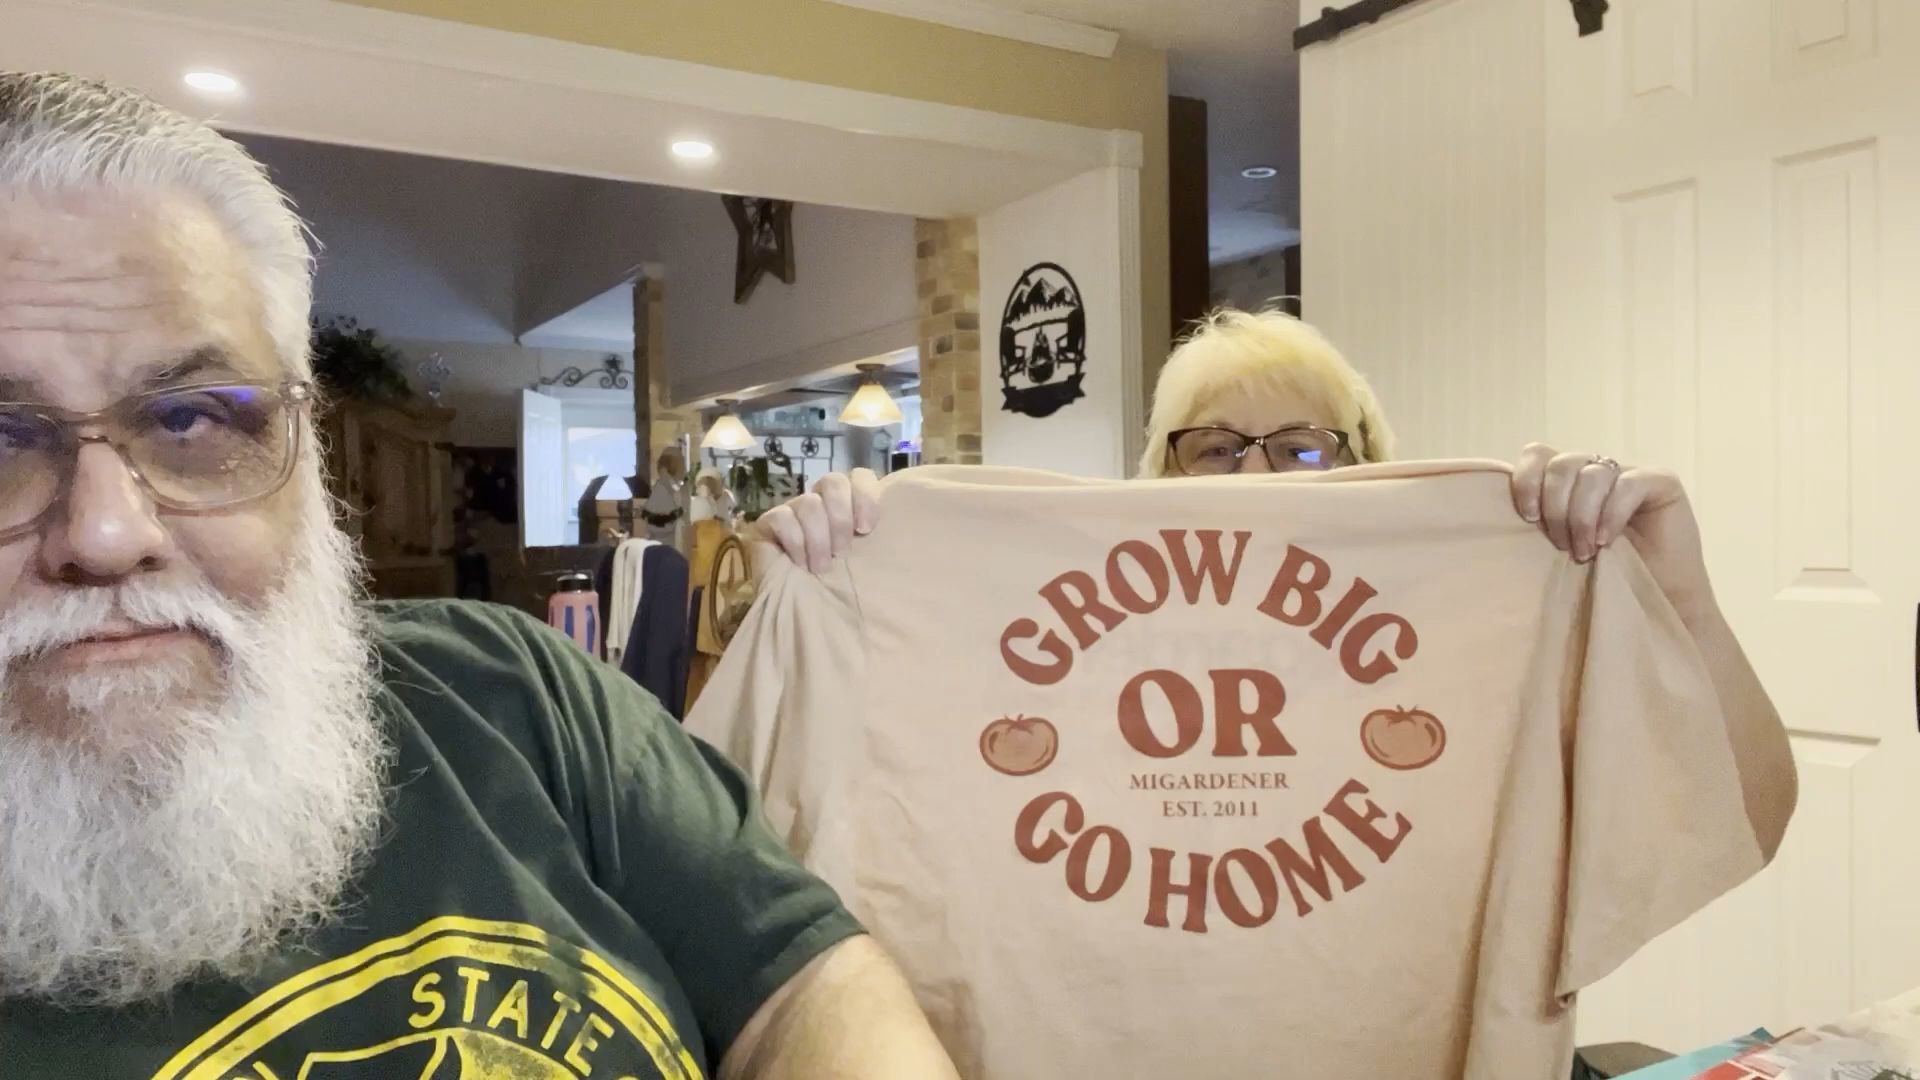 GROW BIG
OR
MIGARDENER
EST. 2011
GO HOME
STATE